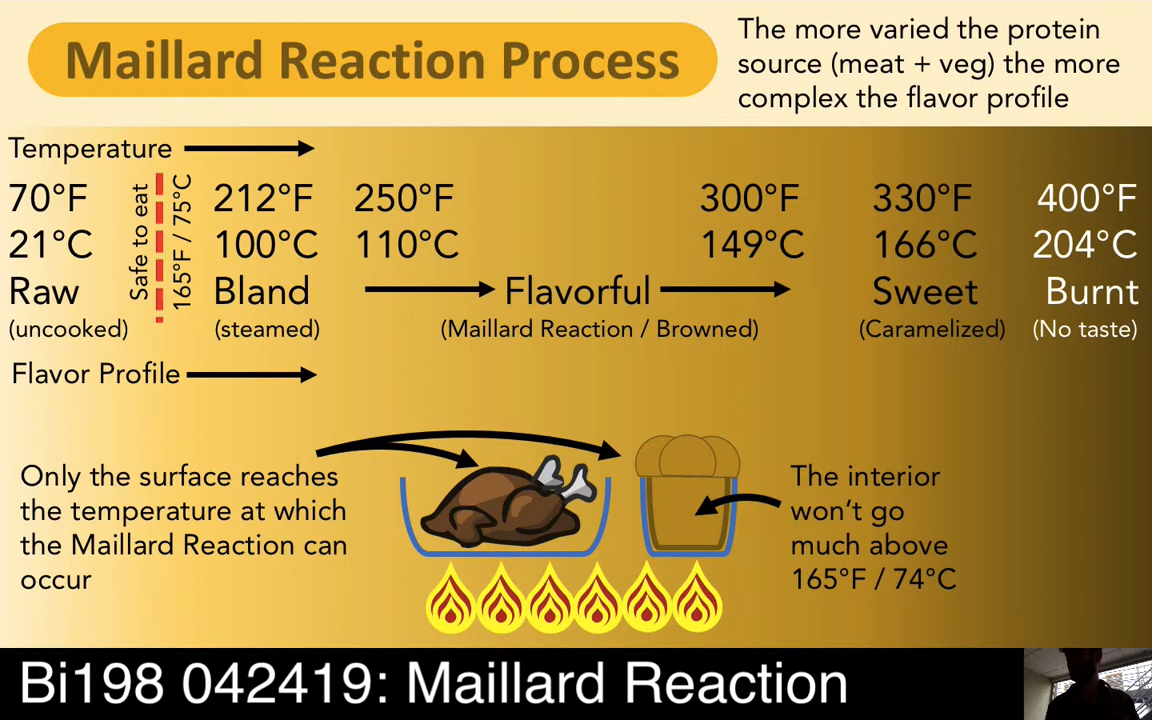 Maillard Reaction Process
The more varied the protein
source (meat + veg) the more
complex the flavor profile
Temperature
70°F
21°C
Raw
(uncooked)
Safe to eat
165°F / 75°C
212°F
100°C
Bland
(steamed)
250°F
110°C
Flavorful
(Maillard Reaction / Browned)
300°F
149°C
330°F
166°C
Sweet
(Caramelized)
400°F
204°C
Burnt
(No taste)
Flavor Profile
Only the surface reaches
the temperature at which
the Maillard Reaction can
occur
The interior
won't go
much above
165°F / 74°C
Bi198 042419: Maillard Reaction